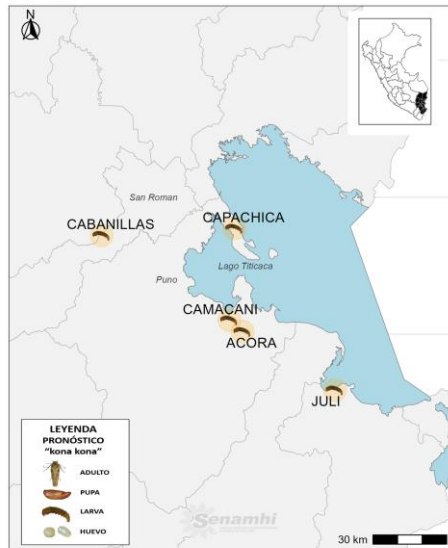 N
San Roman
CABANILLAS
CAPACHICA
Lago Titicaca
Puno
CAMACANI
ACORA
JULI
LEYENDA
PRONÓSTICO
"kona kona"
ADULTO
PUPA
LARVA
HUEVO
Senamhi
30 km